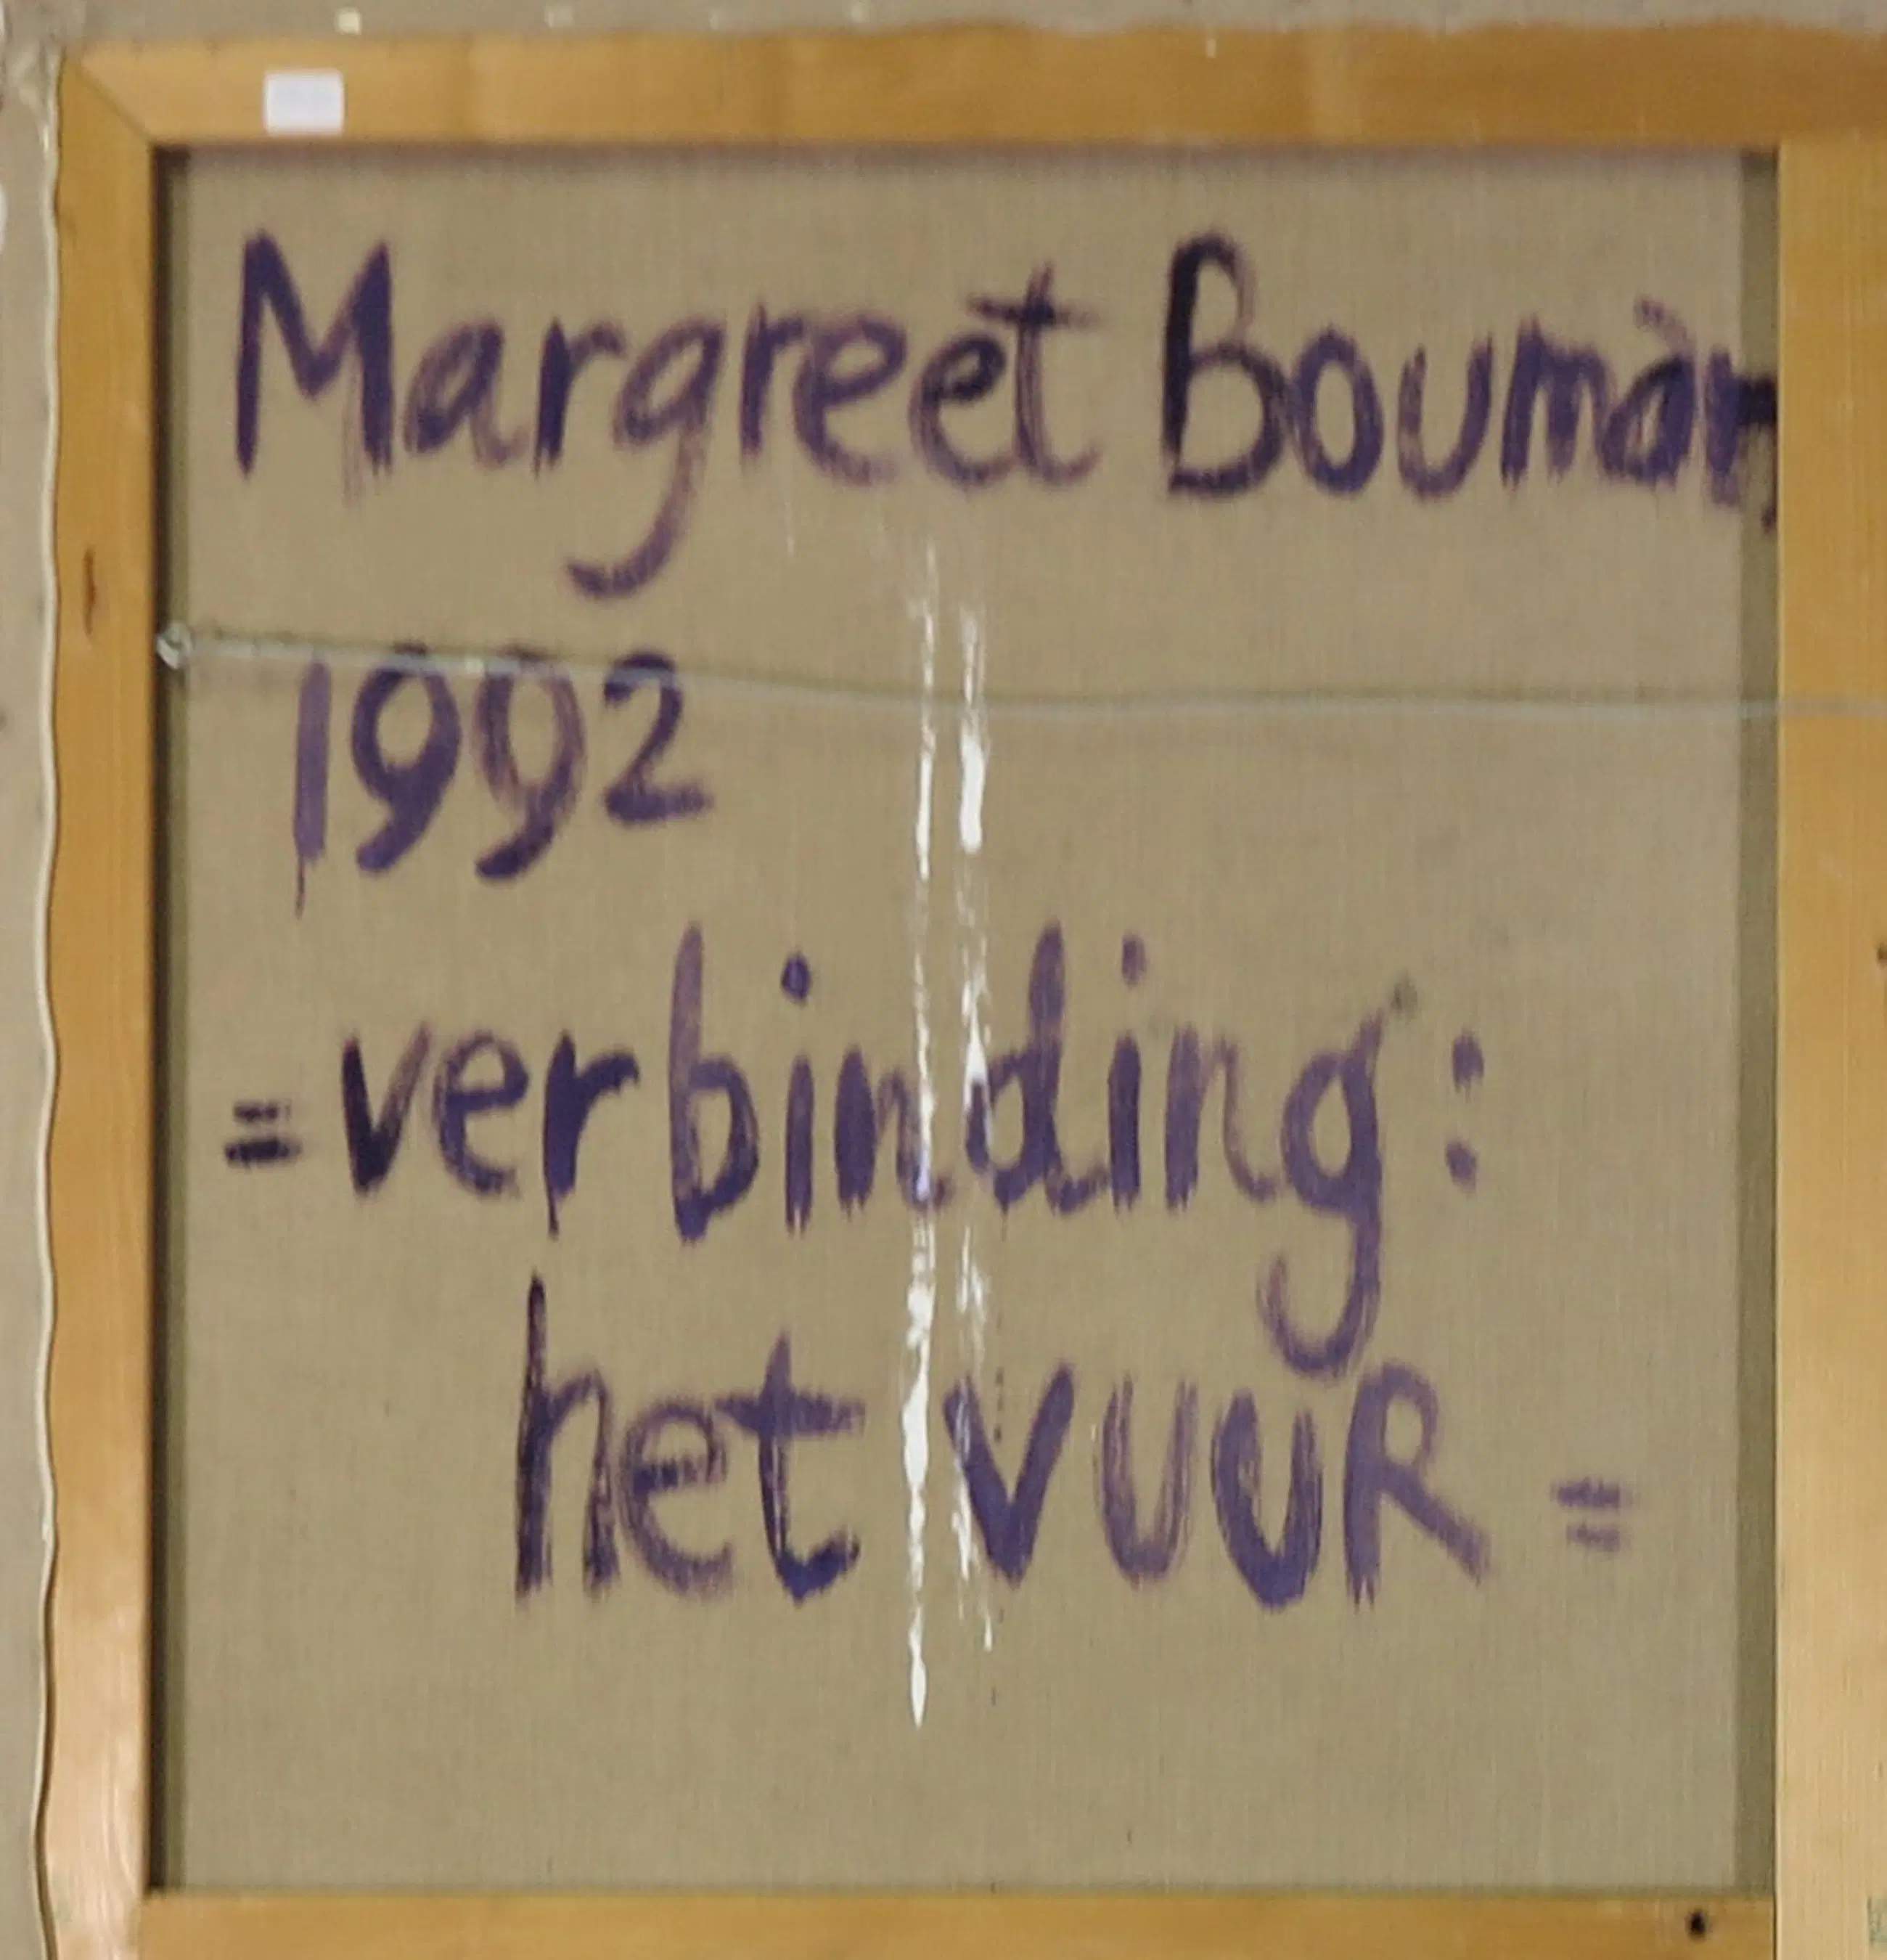 Margreet Bouman
1992
=verbinding:
het VUUR =